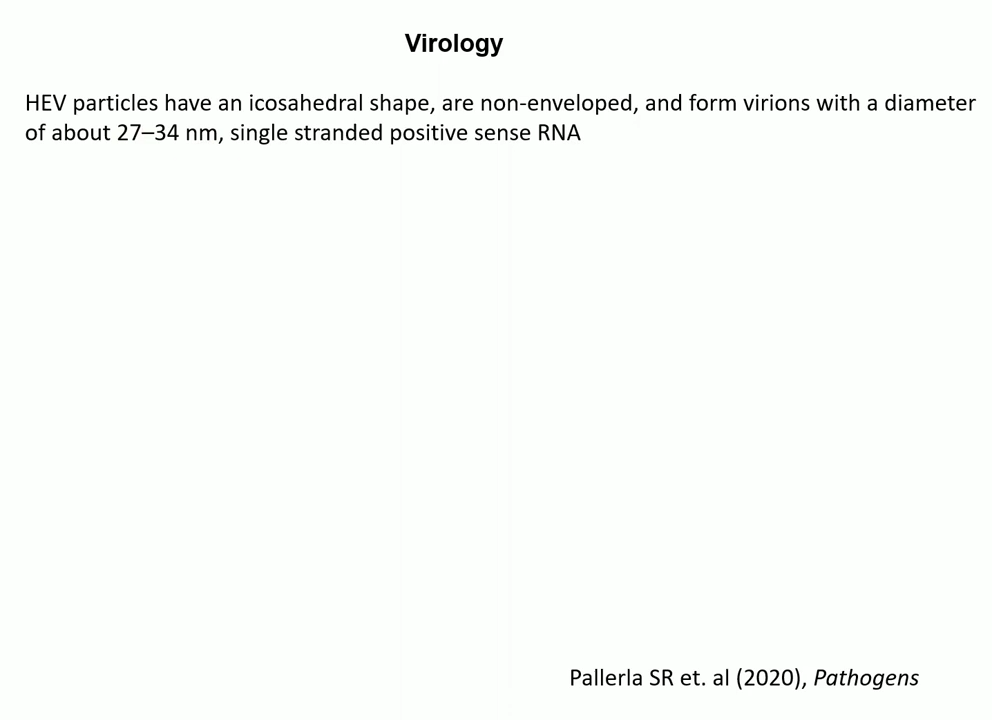 Virology
HEV particles have an icosahedral shape, are non-enveloped, and form virions with a diameter
of about 27–34 nm, single stranded positive sense RNA
Pallerla SR et. al (2020), Pathogens